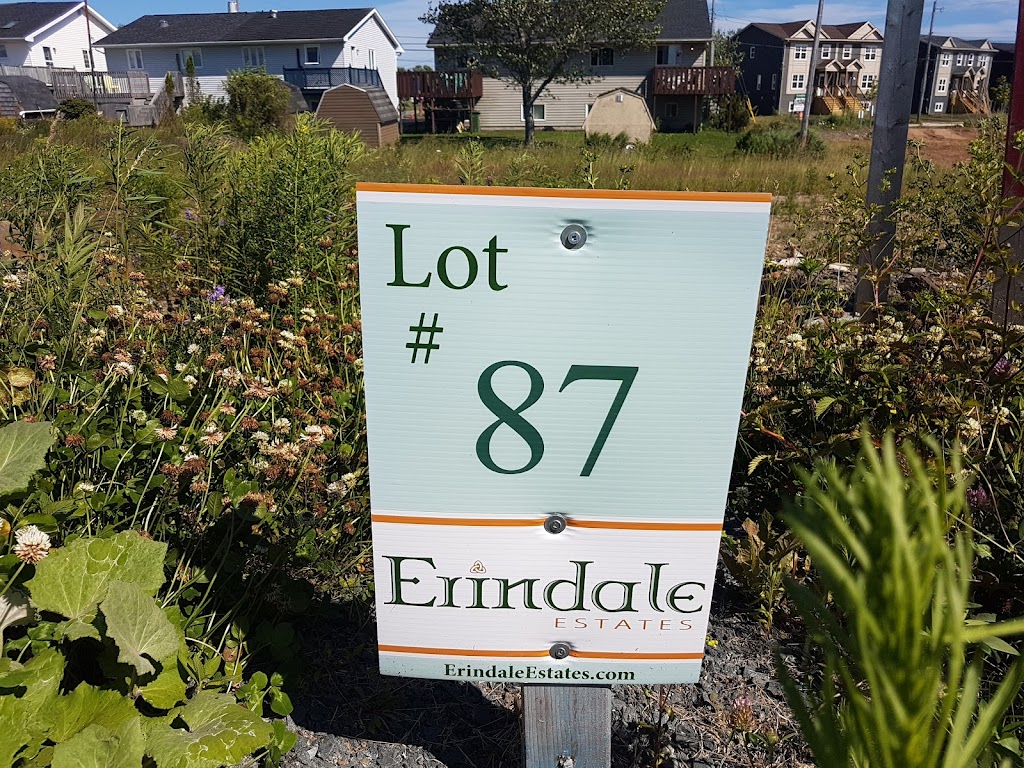 Lot
#
87
Erindale
ESTATES
ErindaleEstates.com